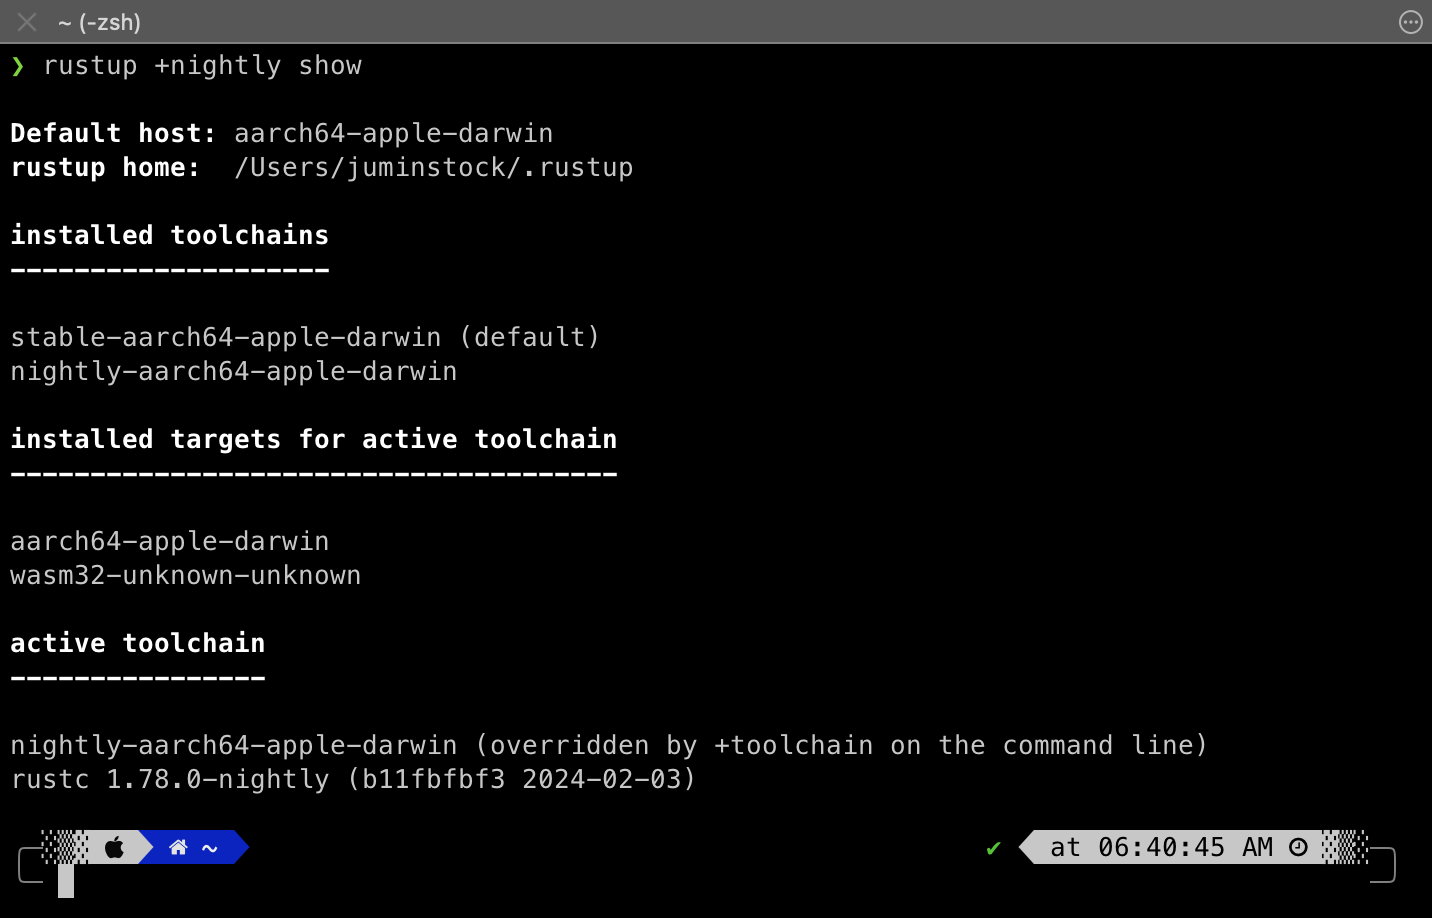 ~ (-zsh)
❯ rustup +nightly show
Default host: aarch64-apple-darwin
rustup home:  /Users/juminstock/.rustup
installed toolchains
--------------------
stable-aarch64-apple-darwin (default)
nightly-aarch64-apple-darwin
installed targets for active toolchain
--------------------------------------
aarch64-apple-darwin
wasm32-unknown-unknown
active toolchain
----------------
nightly-aarch64-apple-darwin (overridden by +toolchain on the command line)
rustc 1.78.0-nightly (b11fbfbf3 2024-02-03)
~ ✔ at 06:40:45 AM